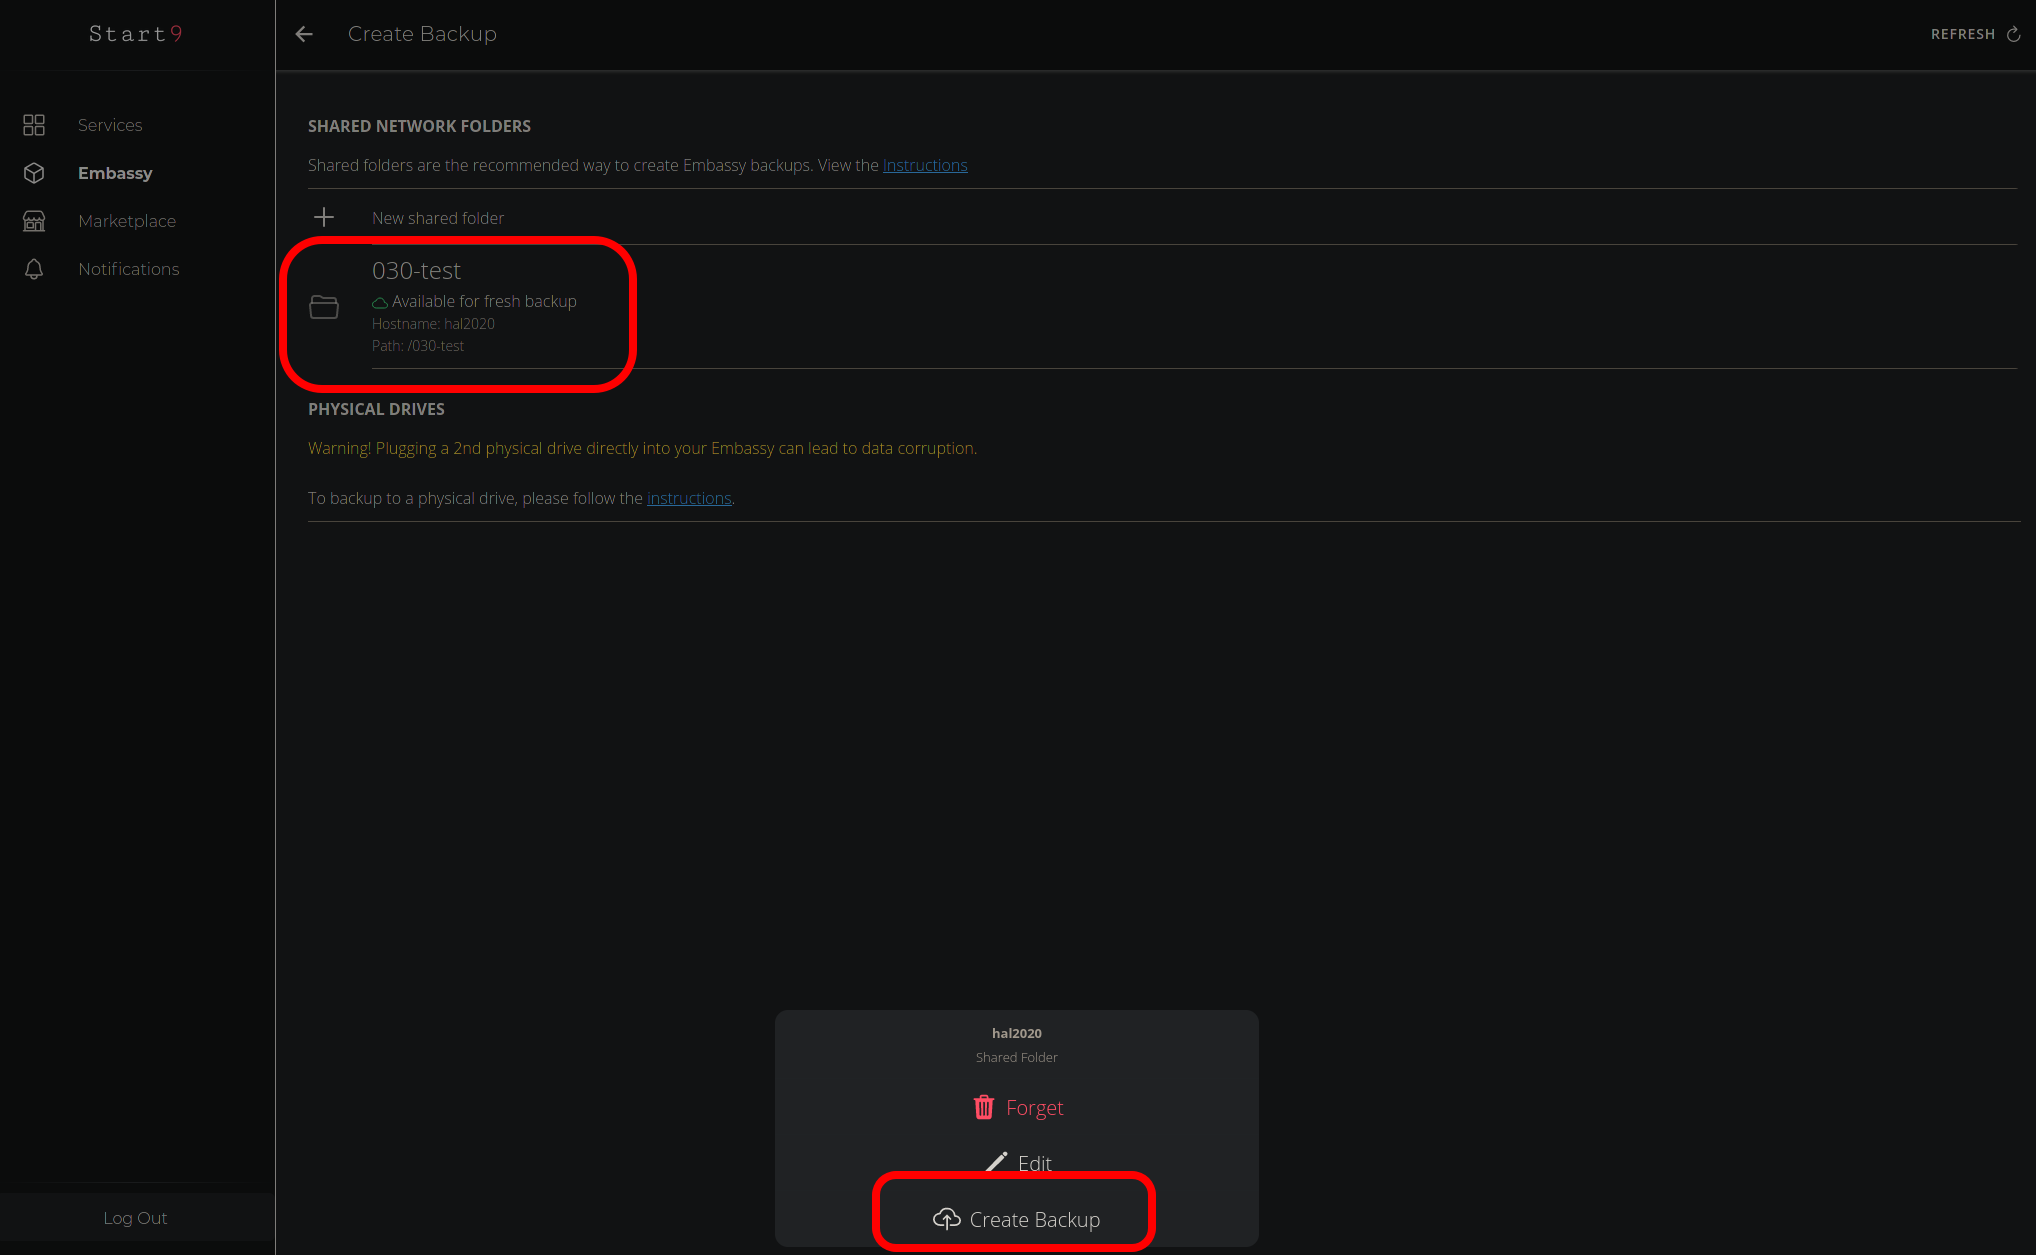 Start9
Services
Embassy
Marketplace
Notifications
Log Out
Create Backup
REFRESH
SHARED NETWORK FOLDERS
Shared folders are the recommended way to create Embassy backups. View the Instructions
New shared folder
030-test
Available for fresh backup
Hostname: hal2020
Path: /030-test
PHYSICAL DRIVES
Warning! Plugging a 2nd physical drive directly into your Embassy can lead to data corruption.
To backup to a physical drive, please follow the instructions.
hal2020
Shared Folder
Forget
Edit
Create Backup